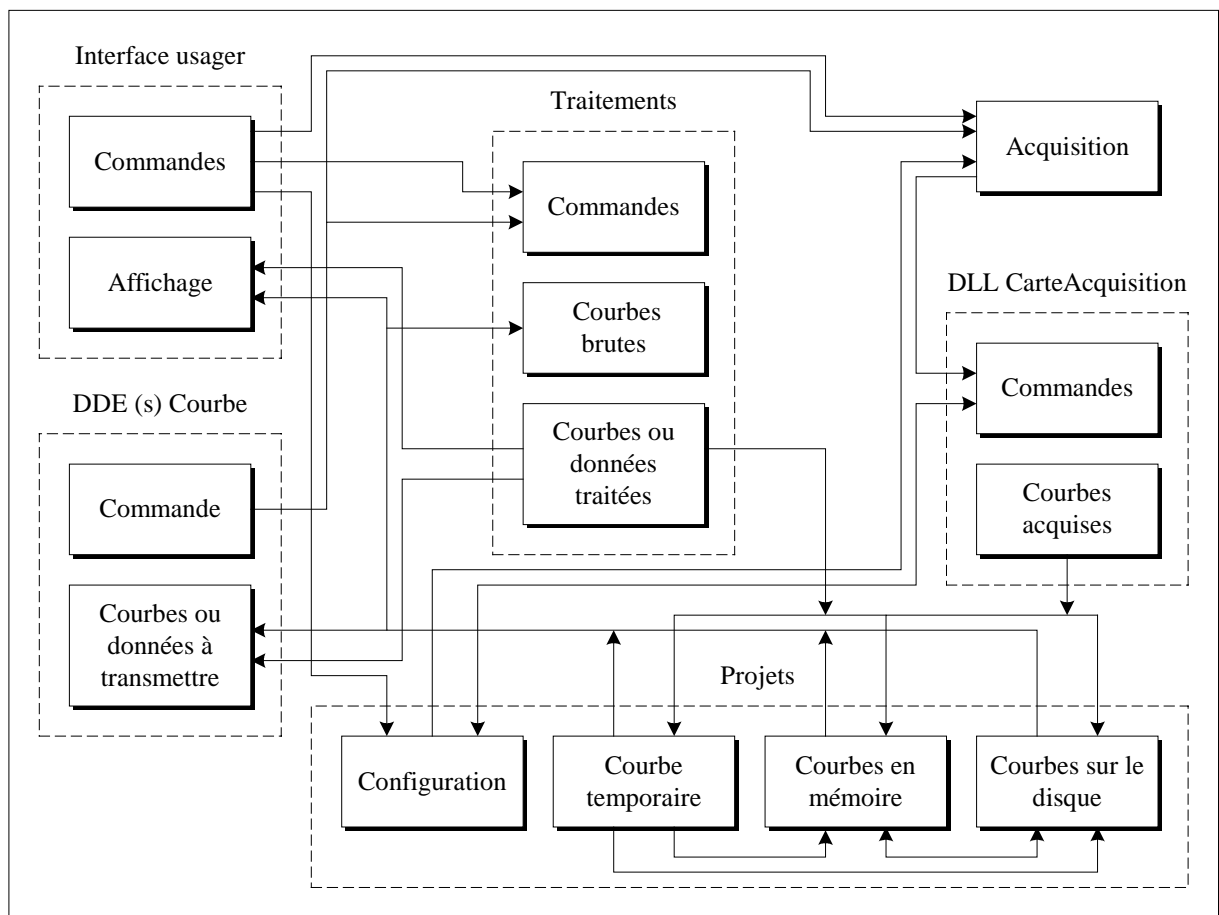 Interface usager
Commandes
Affichage
DDE (s) Courbe
Commande
Courbes ou
données à
transmettre
Traitements
Commandes
Courbes
brutes
Courbes ou
données
traitées
Acquisition
DLL CarteAcquisition
Commandes
Courbes
acquises
Projets
Configuration
Courbe
temporaire
Courbes en
mémoire
Courbes sur le
disque